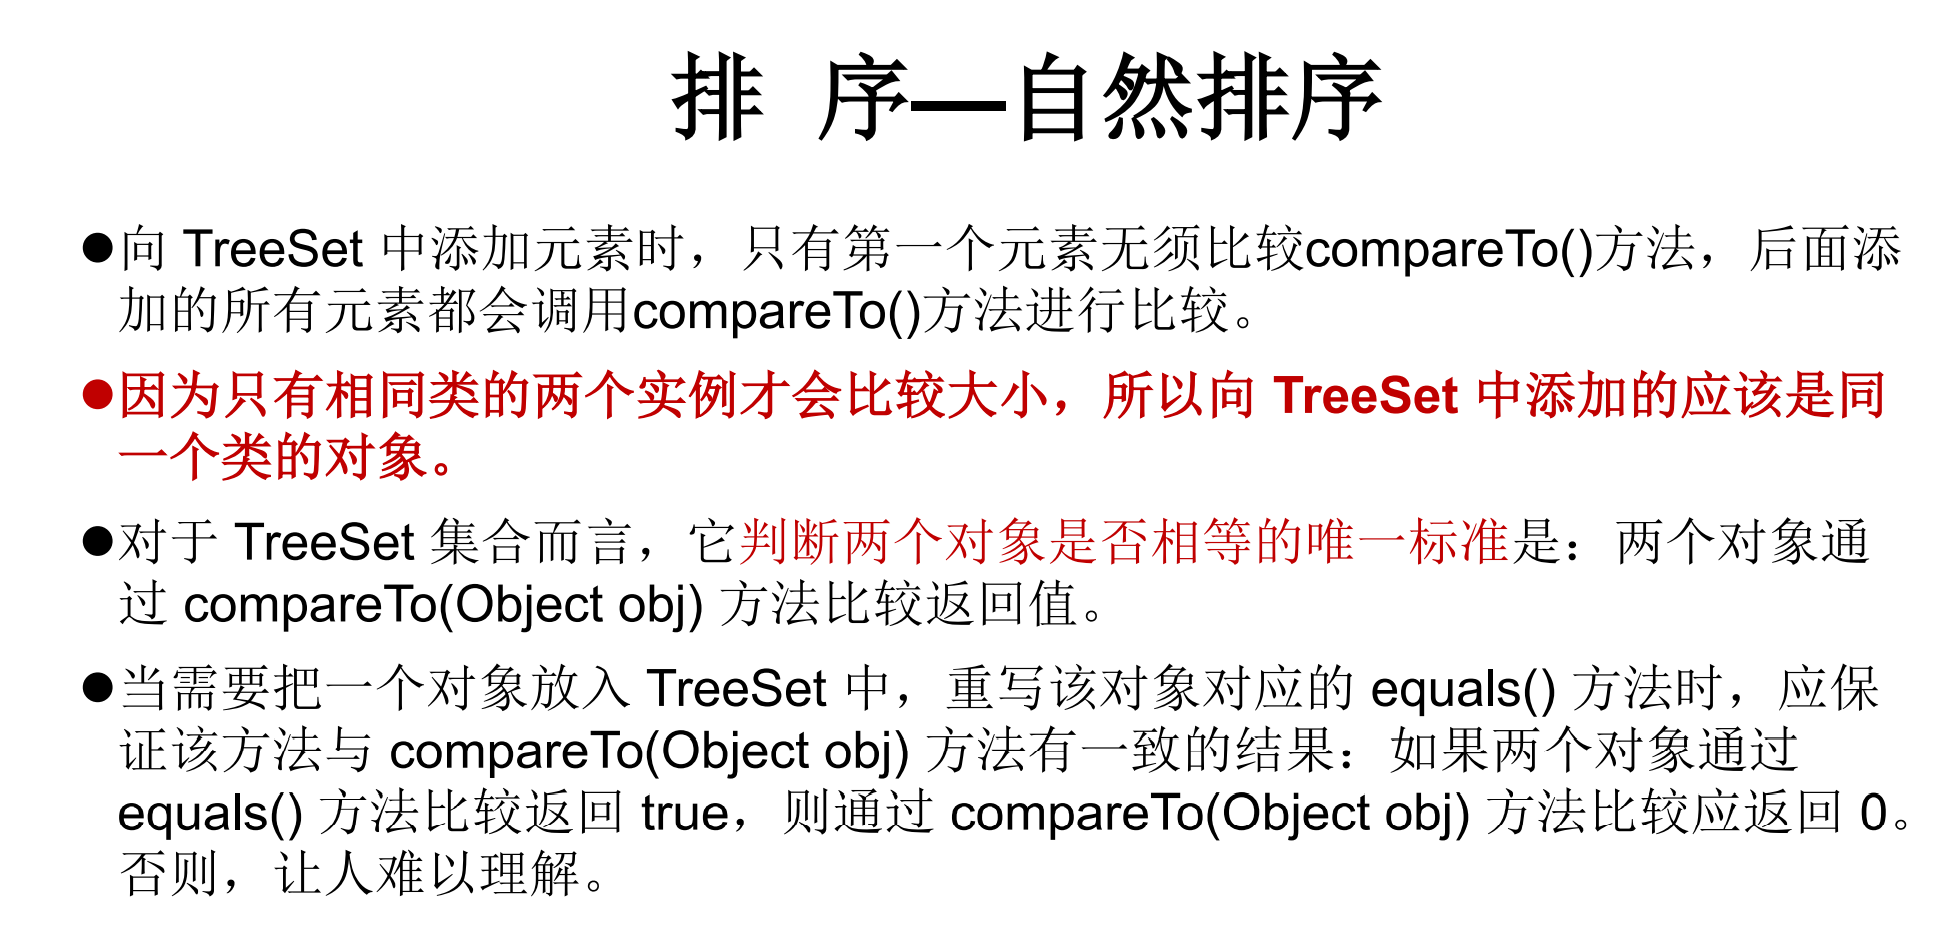 排 序—自然排序
●向 TreeSet 中添加元素时，只有第一个元素无须比较compareTo()方法，后面添
加的所有元素都会调用compareTo()方法进行比较。
●因为只有相同类的两个实例才会比较大小，所以向 TreeSet 中添加的应该是同
一个类的对象。
●对于 TreeSet 集合而言，它判断两个对象是否相等的唯一标准是：两个对象通
过 compareTo(Object obj) 方法比较返回值。
●当需要把一个对象放入 TreeSet 中，重写该对象对应的 equals() 方法时，应保
证该方法与 compareTo(Object obj) 方法有一致的结果：如果两个对象通过
equals() 方法比较返回 true，则通过 compareTo(Object obj) 方法比较应返回 0。
否则，让人难以理解。